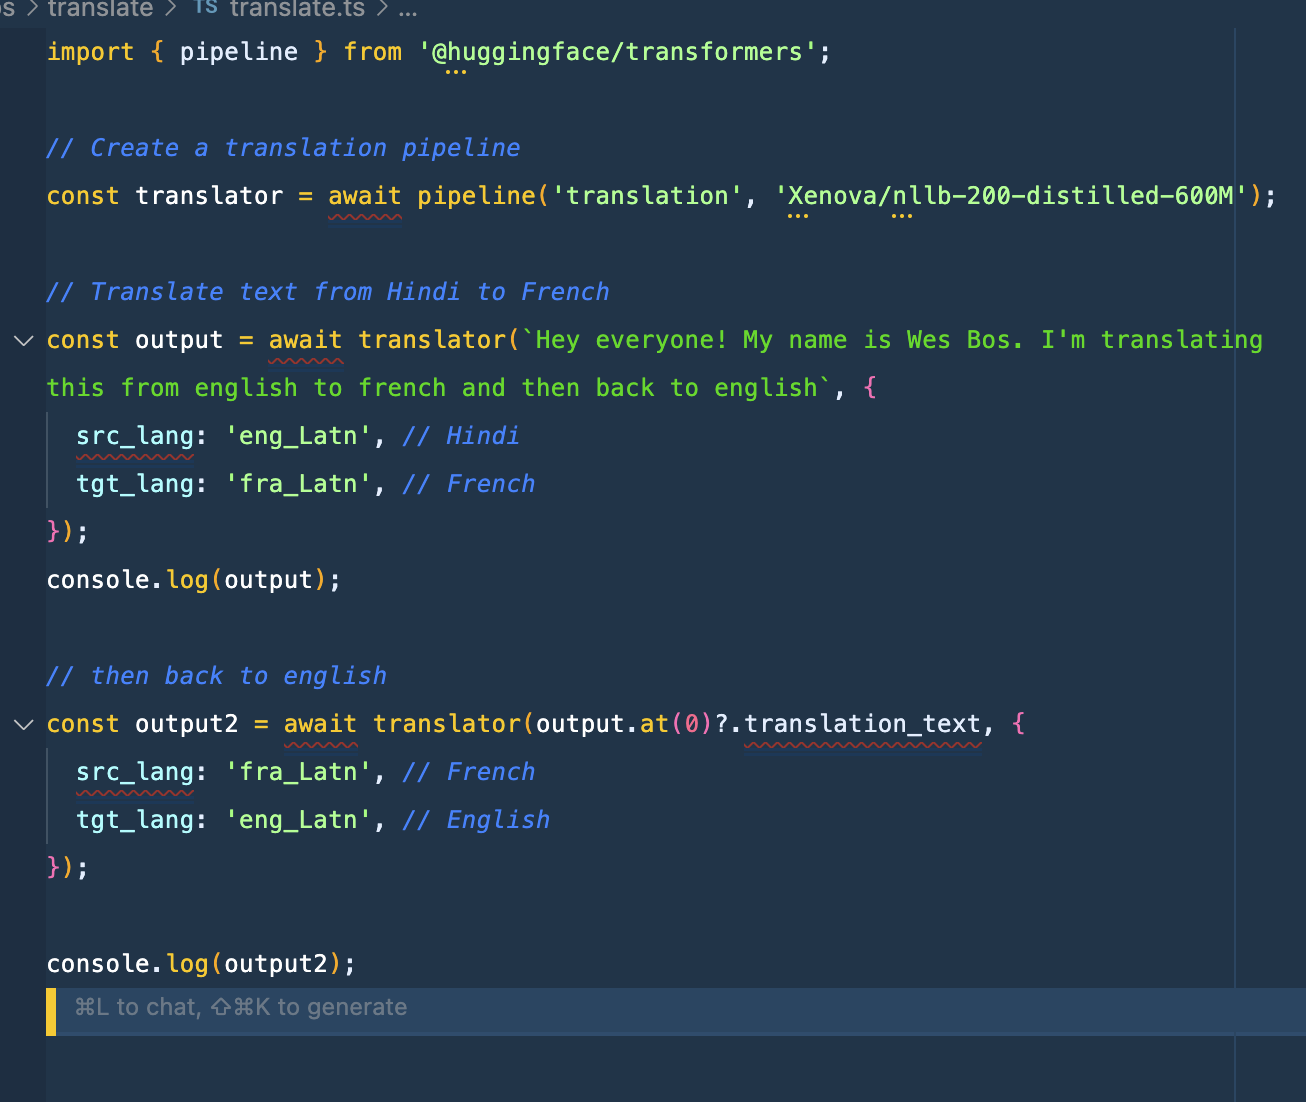 os > translate > TS translate.ts > ...
import { pipeline } from '@huggingface/transformers';
// Create a translation pipeline
const translator = await pipeline('translation', 'Xenova/nllb-200-distilled-600M');
// Translate text from Hindi to French
const output = await translator(`Hey everyone! My name is Wes Bos. I'm translating
this from english to french and then back to english`, {
src_lang: 'eng_Latn', // Hindi
tgt_lang: 'fra_Latn', // French
});
console.log(output);
// then back to english
const output2 = await translator(output.at(0)?.translation_text, {
src_lang: 'fra_Latn', // French
tgt_lang: 'eng_Latn', // English
});
console.log(output2);
⌘L to chat, ⇧⌘K to generate